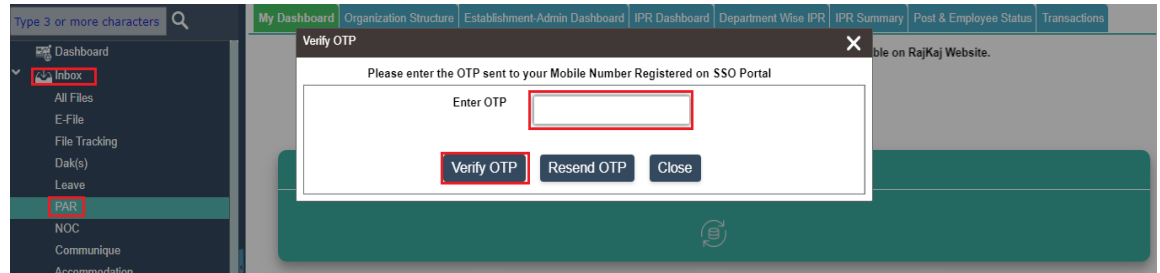 Type 3 or more characters
My Dashboard Organization Structure Establishment-Admin Dashboard IPR Dashboard Department Wise IPR IPR Summary Post & Employee Status Transactions
Dashboard
Inbox
All Files
E-File
File Tracking
Dak(s)
Leave
PAR
NOC
Communique
Accommodation
Verify OTP
ble on RajKaj Website.
Please enter the OTP sent to your Mobile Number Registered on SSO Portal
Enter OTP
Verify OTP Resend OTP Close